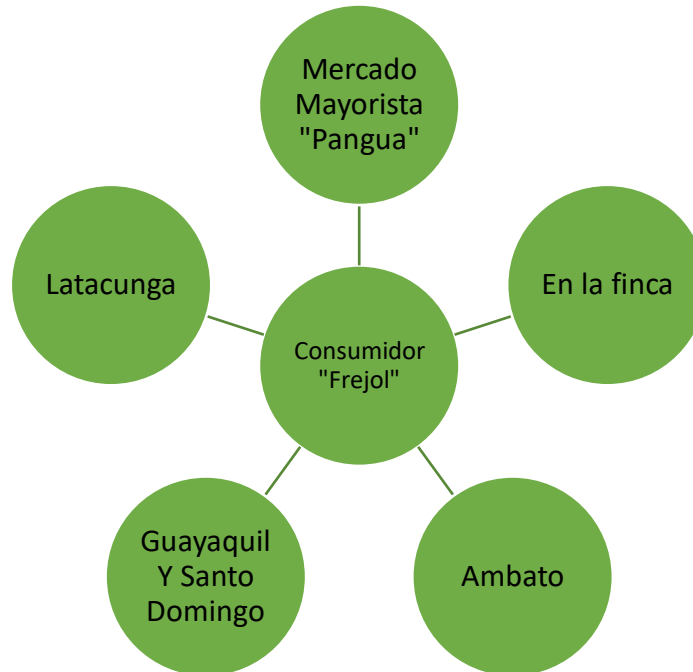 Mercado
Mayorista
"Pangua"
Latacunga
En la finca
Consumidor
"Frejol"
Guayaquil
Y Santo
Domingo
Ambato